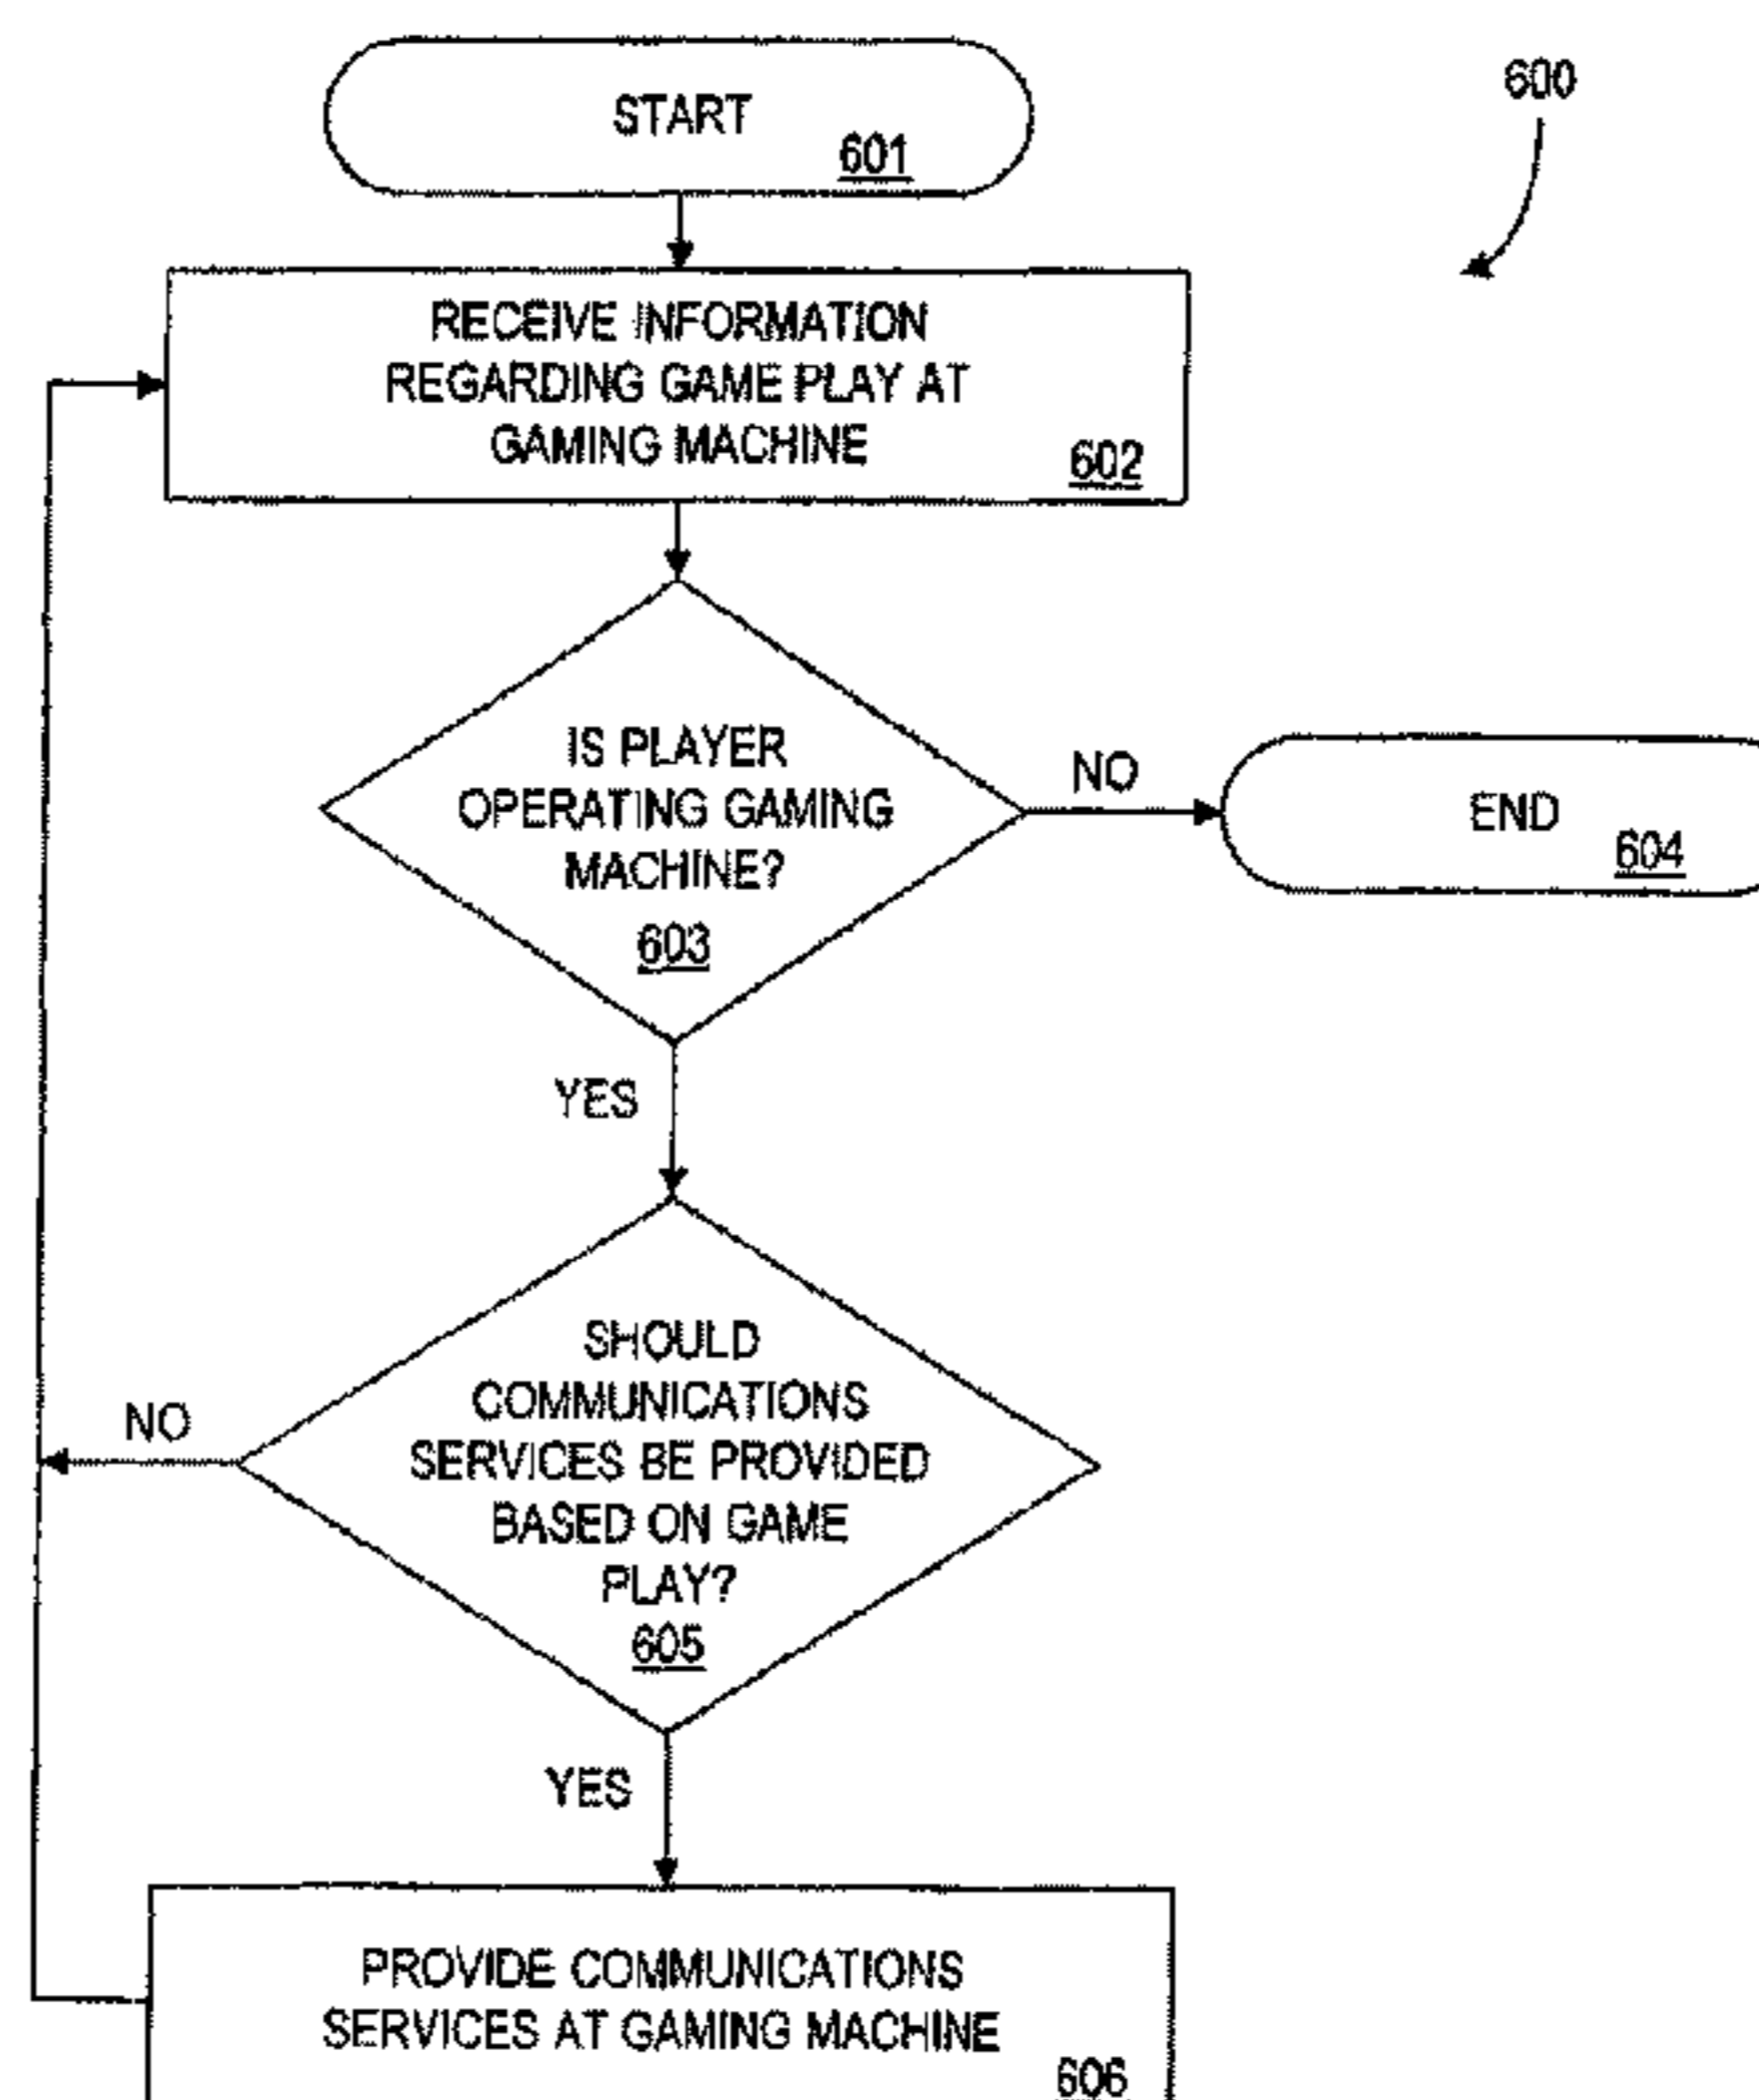 600
START
601
RECEIVE INFORMATION
REGARDING GAME PLAY AT
GAMING MACHINE
602
IS PLAYER
OPERATING GAMING
MACHINE?
603
NO
END
604
YES
SHOULD
COMMUNICATIONS
SERVICES BE PROVIDED
BASED ON GAME
PLAY?
605
NO
YES
PROVIDE COMMUNICATIONS
SERVICES AT GAMING MACHINE
606